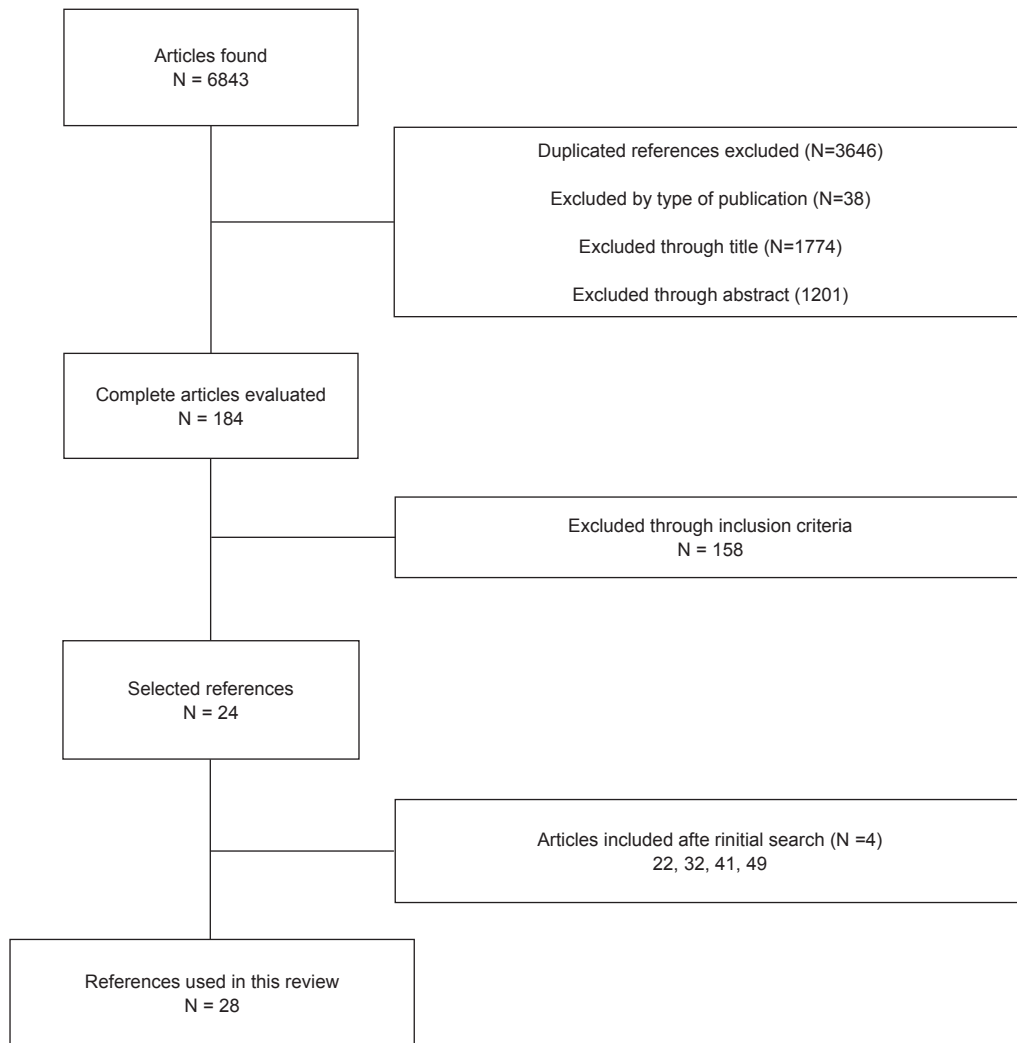 Articles found
N = 6843
Duplicated references excluded (N=3646)
Excluded by type of publication (N=38)
Excluded through title (N=1774)
Excluded through abstract (1201)
Complete articles evaluated
N = 184
Excluded through inclusion criteria
N = 158
Selected references
N = 24
Articles included afte rinitial search (N =4)
22, 32, 41, 49
References used in this review
N = 28